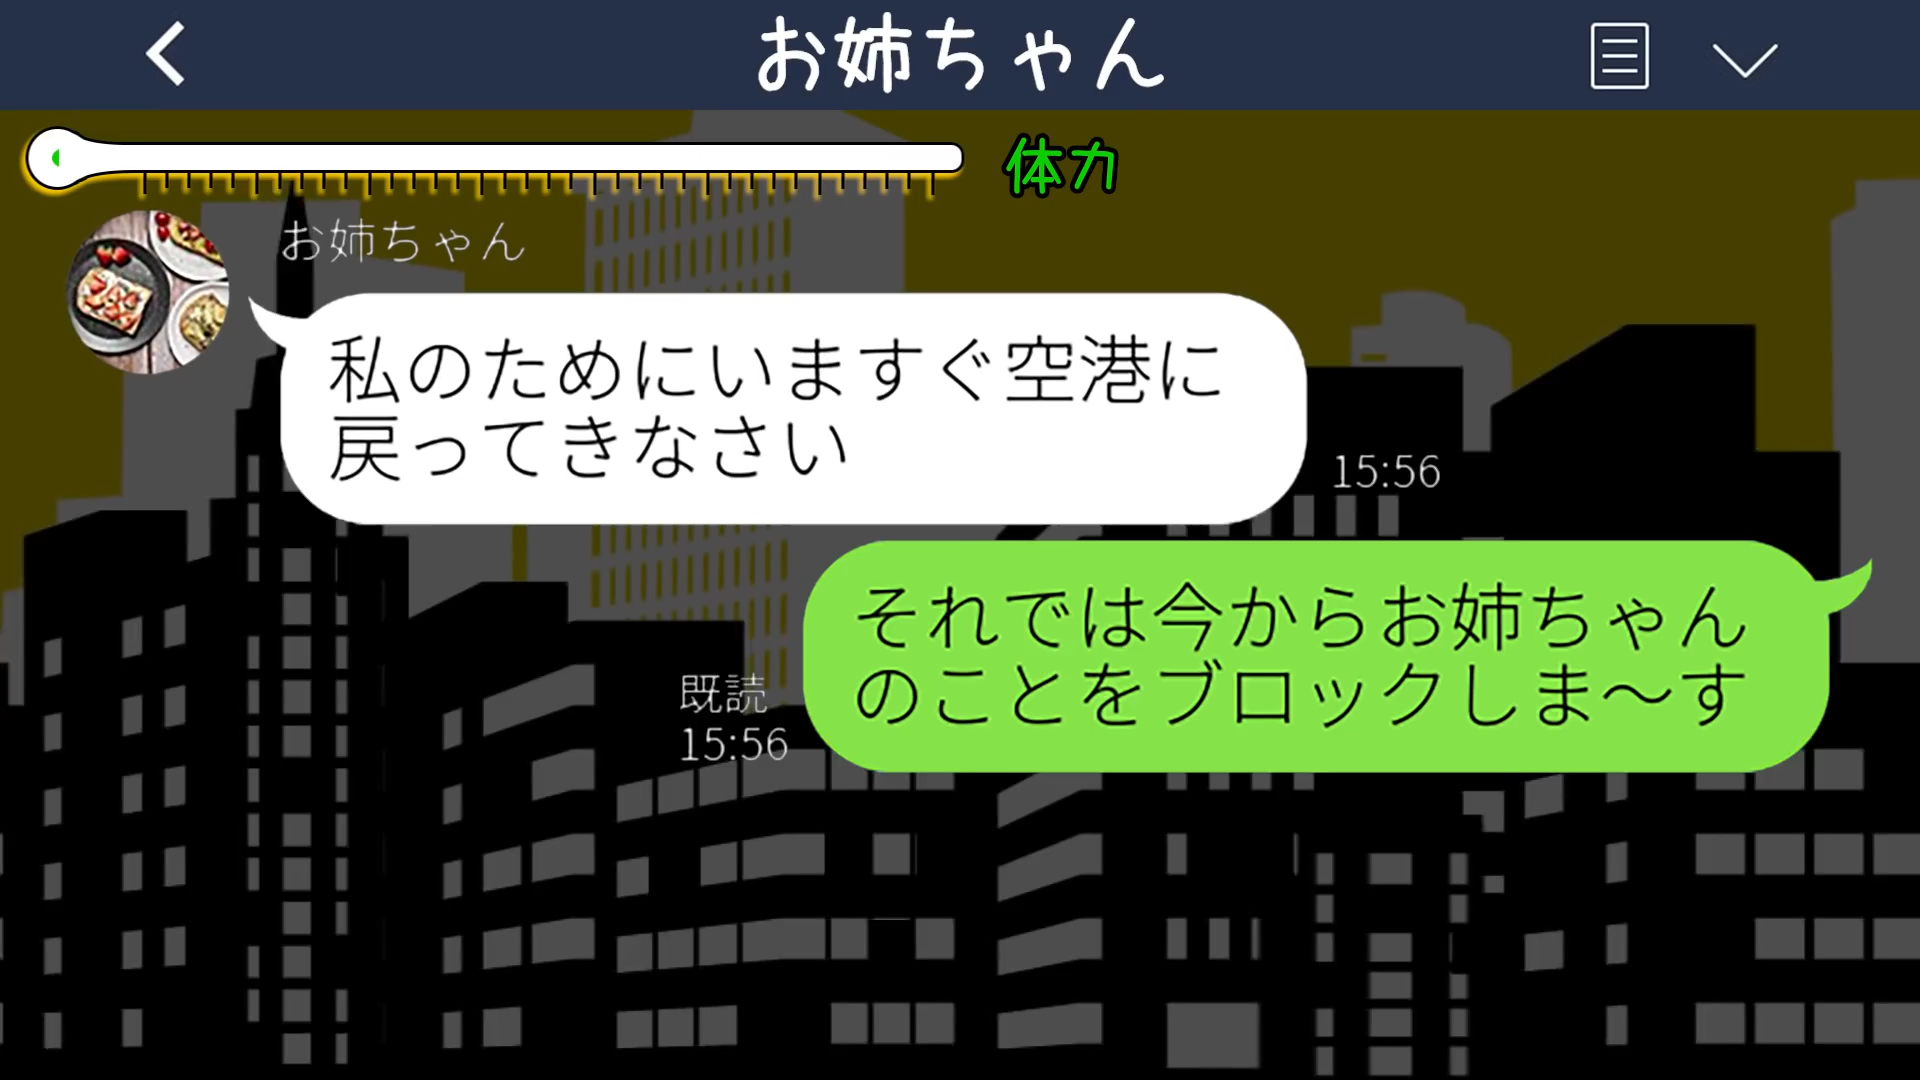 お姉ちゃん
体力
お姉ちゃん
私のためにいますぐ空港に
戻ってきなさい
15:56
それでは今からお姉ちゃん
のことをブロックしま〜す
既読
15:56